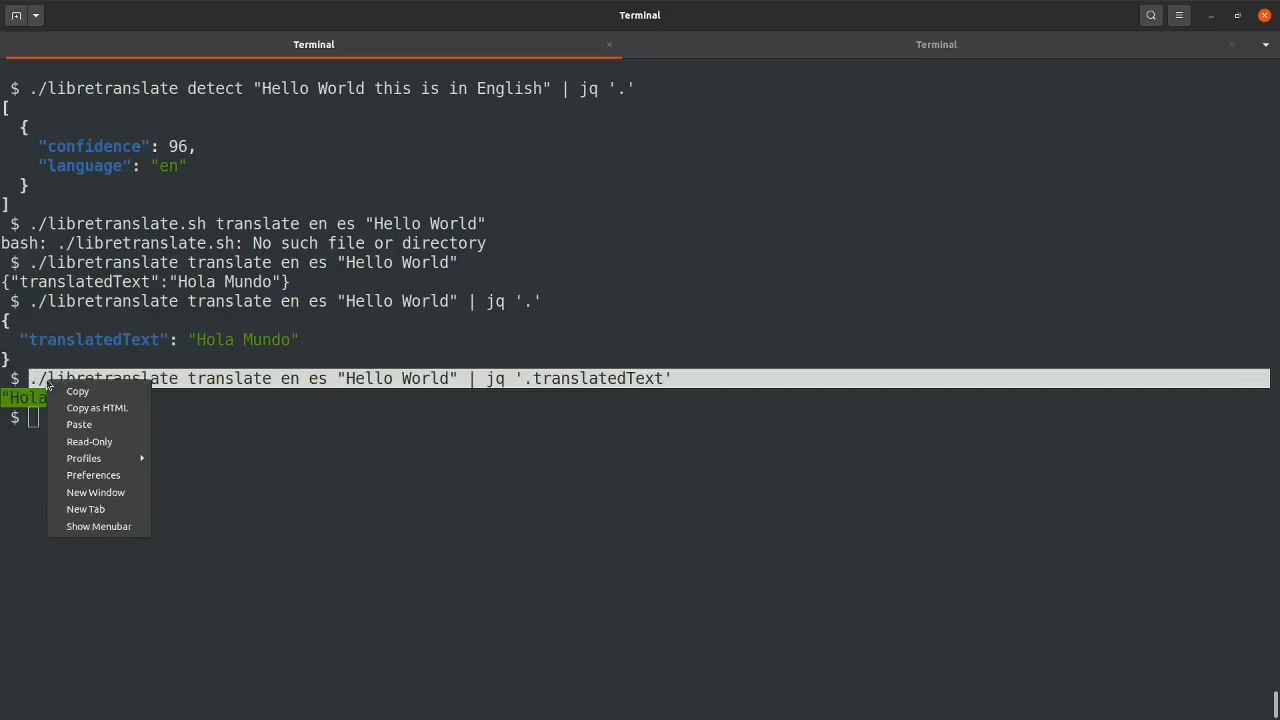 Terminal
Terminal
Terminal
$ ./libretranslate detect "Hello World this is in English" | jq '.'
[
{
"confidence": 96,
"language": "en"
}
]
$ ./libretranslate.sh translate en es "Hello World"
bash: ./libretranslate.sh: No such file or directory
$ ./libretranslate translate en es "Hello World"
{"translatedText":"Hola Mundo"}
$ ./libretranslate translate en es "Hello World" | jq '.'
{
"translatedText": "Hola Mundo"
}
$ ./libretranslate translate en es "Hello World" | jq '.translatedText'
"Hola
$
Copy
Copy as HTML
Paste
Read-Only
Profiles
Preferences
New Window
New Tab
Show Menubar